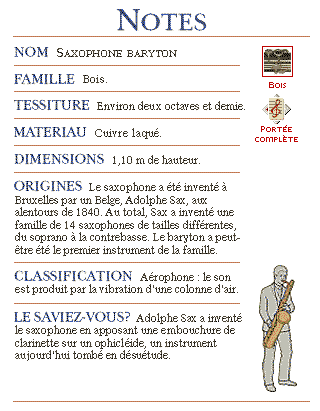 NOTES
NOM SAXOPHONE BARYTON
FAMILLE Bois.
TESSITURE Environ deux octaves et demie.
MATERIAU Cuivre laqué.
DIMENSIONS 1,10 m de hauteur.
ORIGINES Le saxophone a été inventé à
Bruxelles par un Belge, Adolphe Sax, aux
alentours de 1840. Au total, Sax a inventé une
famille de 14 saxophones de tailles différentes,
du soprano à la contrebasse. Le baryton a peut-
être été le premier instrument de la famille.
CLASSIFICATION Aérophone : le son
est produit par la vibration d'une colonne d'air.
LE SAVIEZ-VOUS? Adolphe Sax a inventé
le saxophone en apposant une embouchure de
clarinette sur un ophicléide, un instrument
aujourd'hui tombé en désuétude.
BOIS
PORTÉE
COMPLÈTE